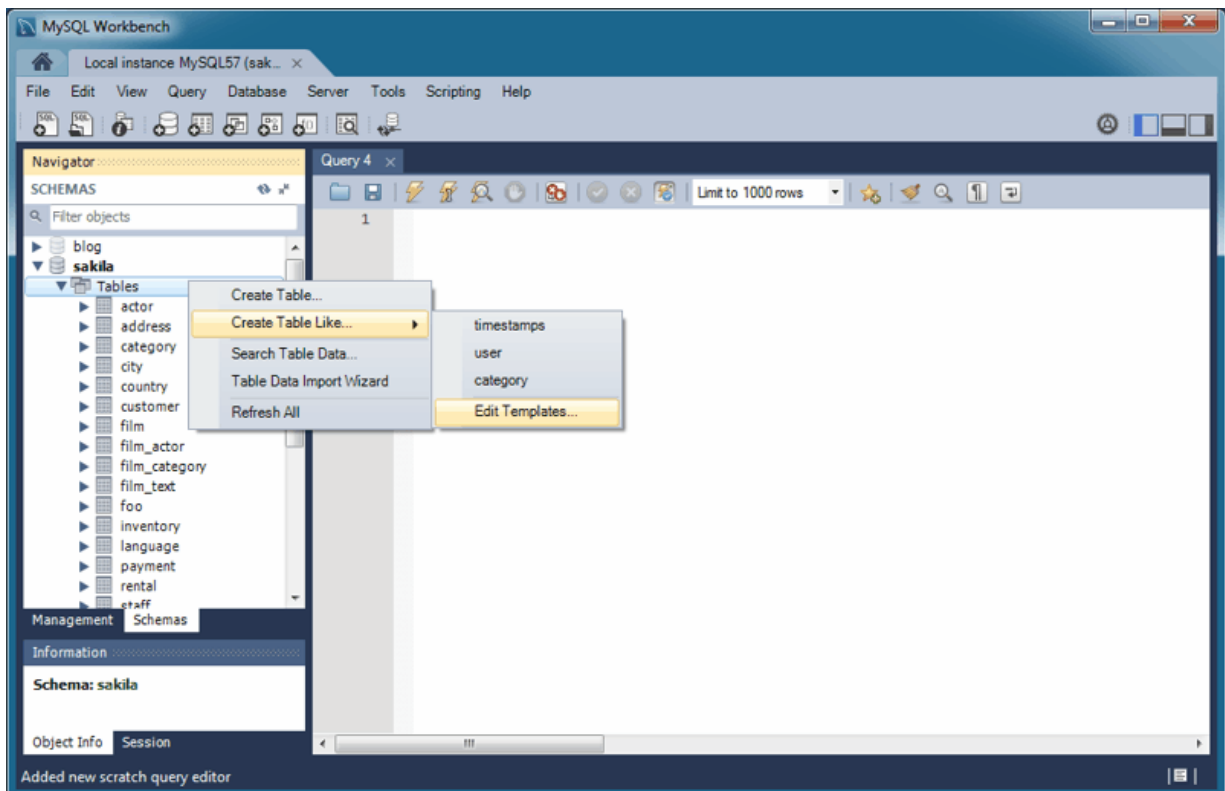 MySQL Workbench
Local instance MySQL57 (sak...
File Edit View Query Database Server Tools Scripting Help
Navigator
Query 4
SCHEMAS
Limit to 1000 rows
Filter objects
1
blog
sakila
Tables
actor
address
category
city
country
customer
film
film_actor
film_category
film_text
foo
inventory
language
payment
rental
staff
Create Table...
Create Table Like...
Search Table Data...
Table Data Import Wizard
Refresh All
timestamps
user
category
Edit Templates...
Management Schemas
Information
Schema: sakila
Object Info Session
Added new scratch query editor